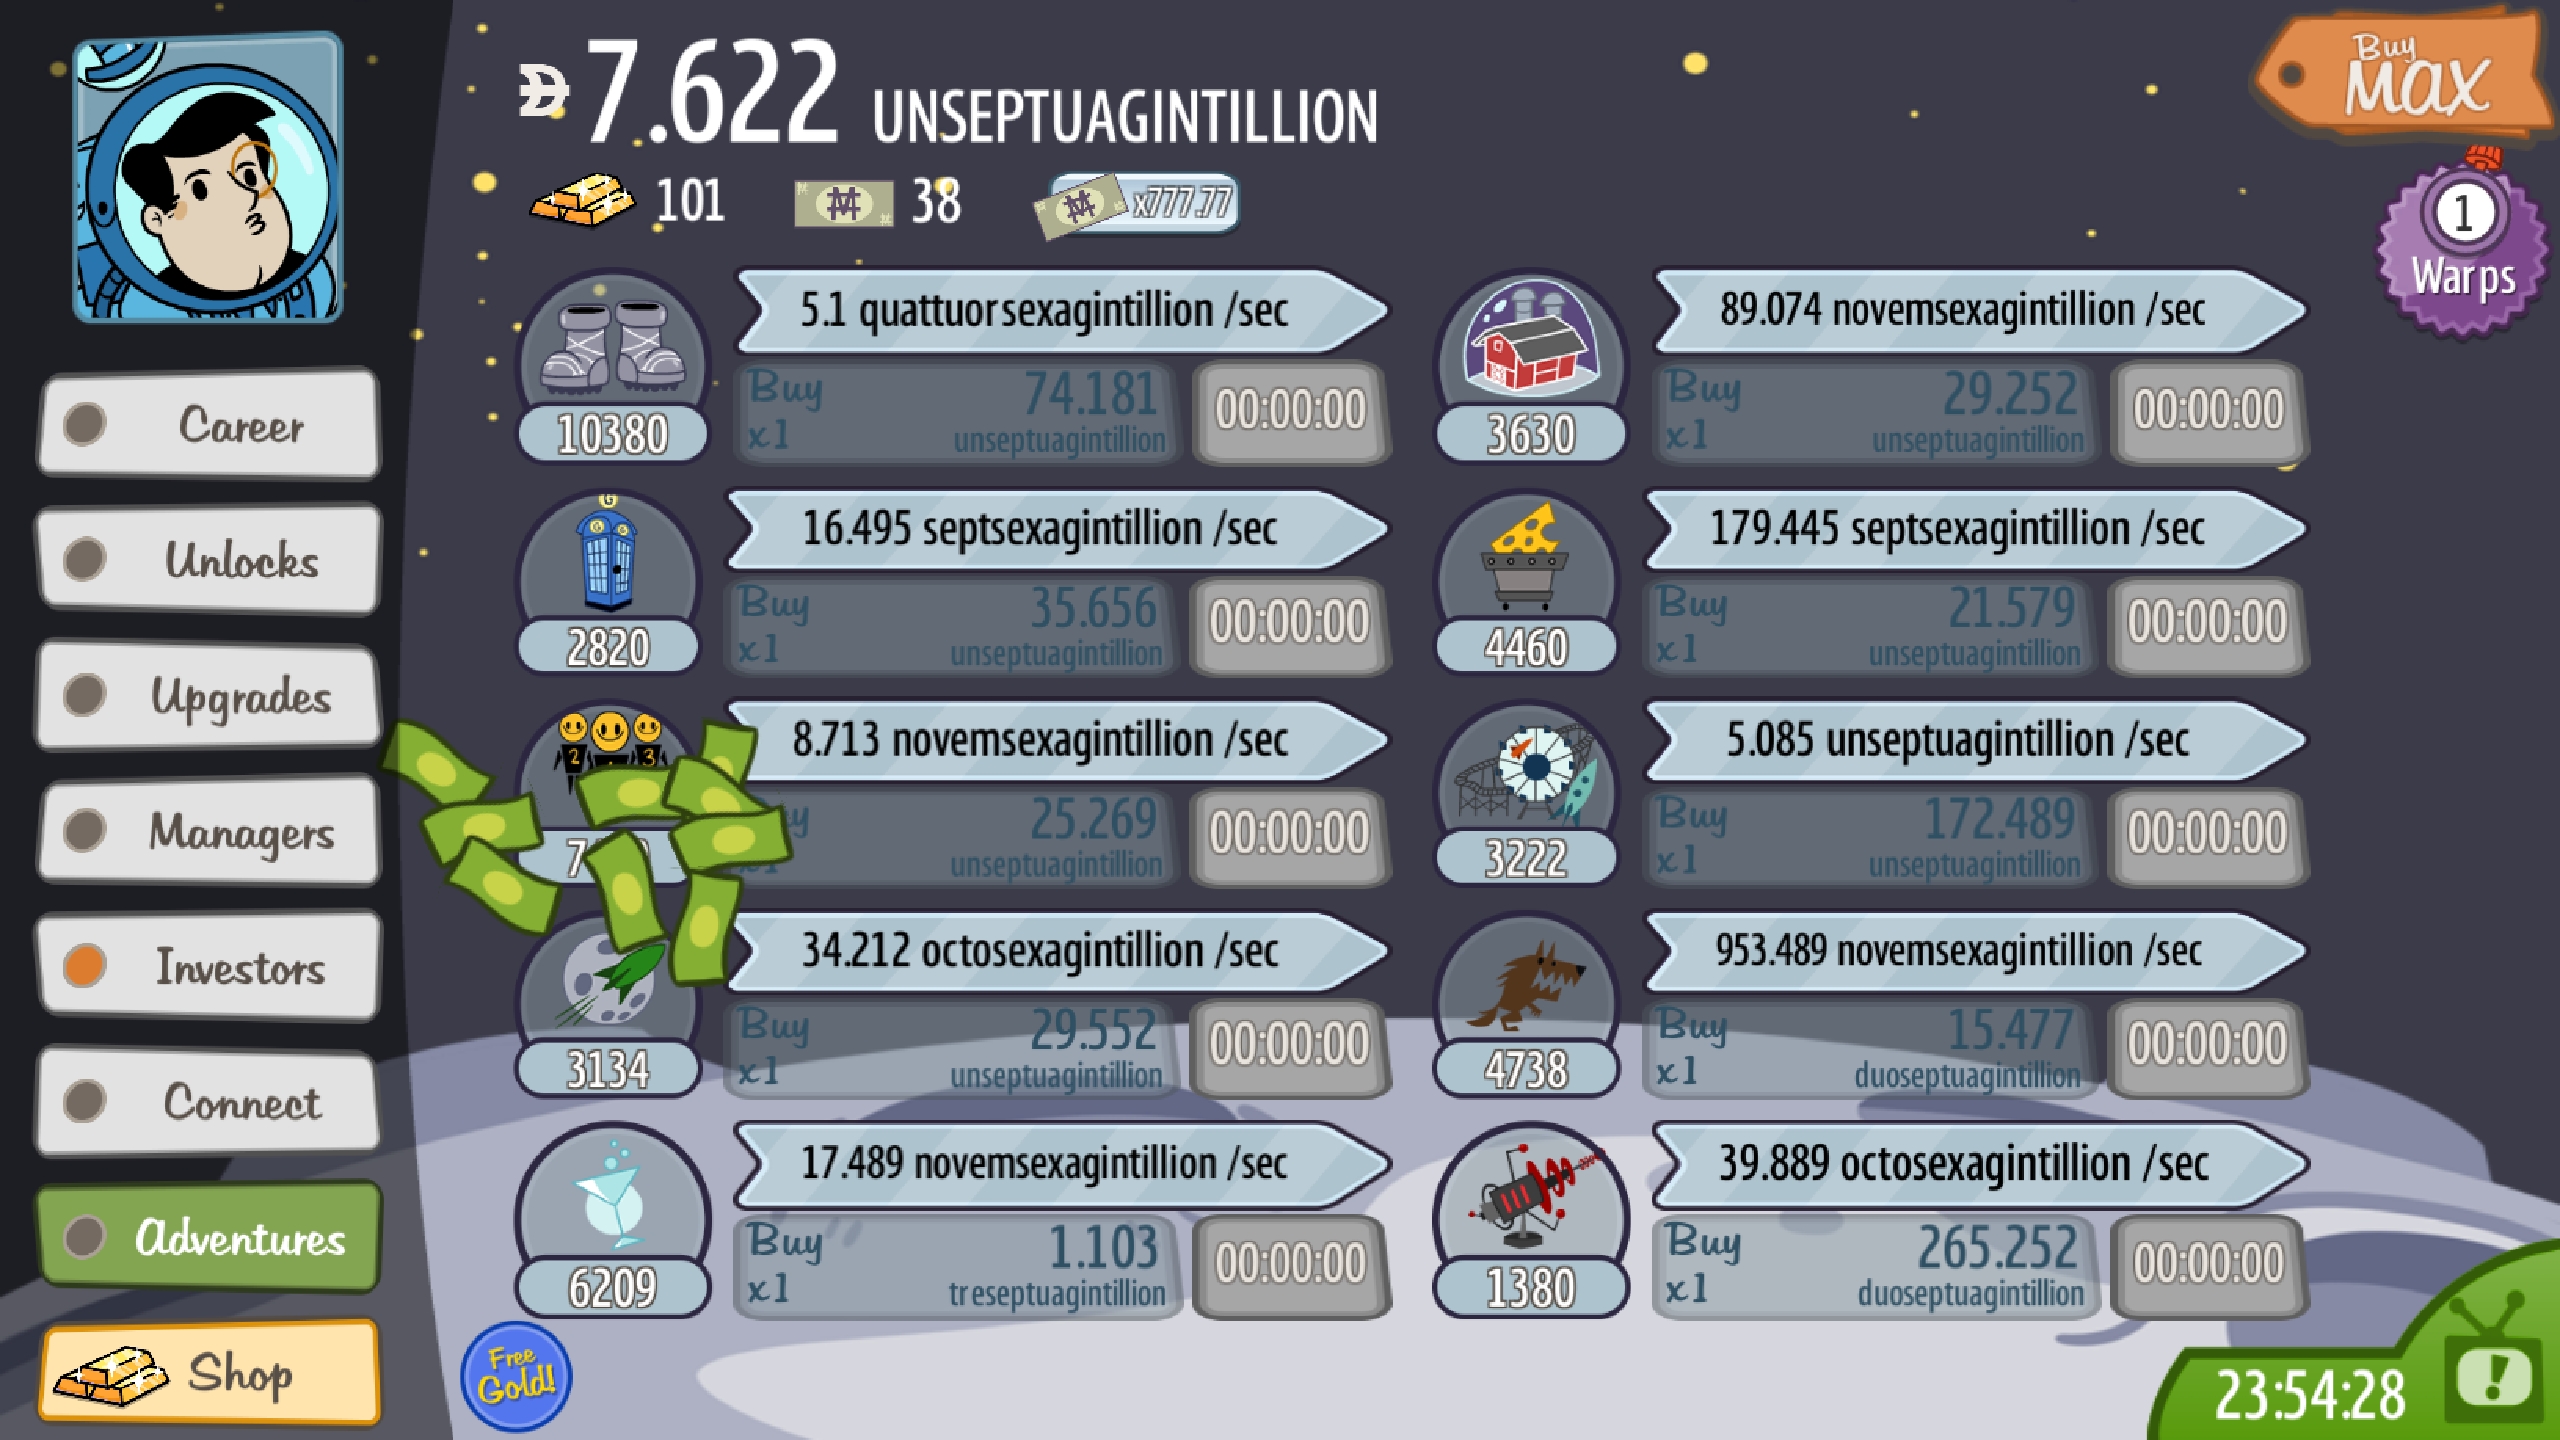 7.622 UNSEPTUAGINTILLION
Buy
MAX
101
38
x777.77
1
Warps
Career
Unlocks
Upgrades
Managers
Investors
Connect
Adventures
Shop
5.1 quattuorsexagintillion /sec
Buy 74.181
x1 unseptuagintillion
00:00:00
10380
89.074 novemsexagintillion /sec
Buy 29.252
x1 unseptuagintillion
00:00:00
3630
16.495 septsexagintillion /sec
Buy 35.656
x1 unseptuagintillion
00:00:00
2820
179.445 septsexagintillion /sec
Buy 21.579
x1 unseptuagintillion
00:00:00
4460
8.713 novemsexagintillion /sec
25.269
unseptuagintillion
00:00:00
2 3
5.085 unseptuagintillion /sec
Buy 172.489
x1 unseptuagintillion
00:00:00
3222
34.212 octosexagintillion /sec
Buy 29.552
x1 unseptuagintillion
00:00:00
3134
953.489 novemsexagintillion /sec
Buy 15.477
x1 duoseptuagintillion
00:00:00
4738
17.489 novemsexagintillion /sec
Buy 1.103
x1 treseptuagintillion
00:00:00
6209
39.889 octosexagintillion /sec
Buy 265.252
x1 duoseptuagintillion
00:00:00
1380
Free
Gold!
23:54:28